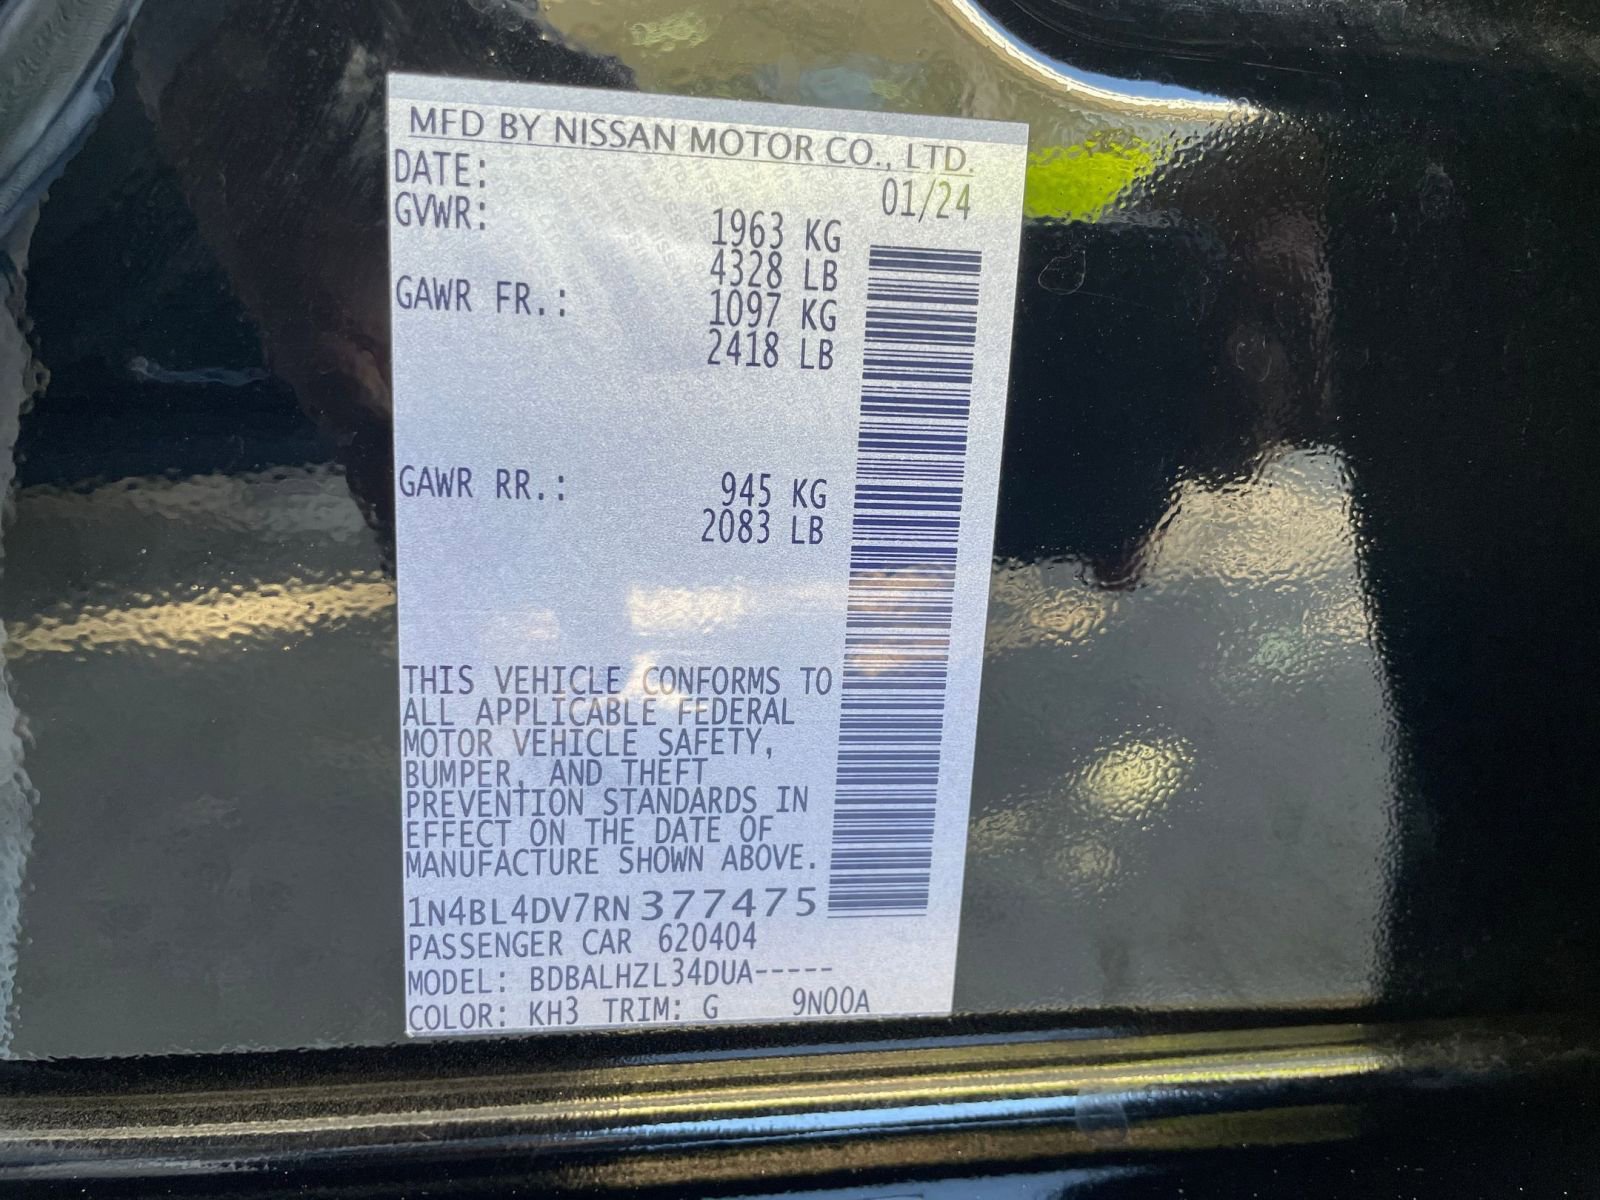 MFD BY NISSAN MOTOR CO., LTD.
DATE: 01/24
GVWR: 1963 KG
4328 LB
GAWR FR.: 1097 KG
2418 LB
GAWR RR.: 945 KG
2083 LB
THIS VEHICLE CONFORMS TO
ALL APPLICABLE FEDERAL
MOTOR VEHICLE SAFETY,
BUMPER, AND THEFT
PREVENTION STANDARDS IN
EFFECT ON THE DATE OF
MANUFACTURE SHOWN ABOVE.
1N4BL4DV7RN377475
PASSENGER CAR 620404
MODEL: BDBALHZL34DUA-----
COLOR: KH3 TRIM: G 9N00A